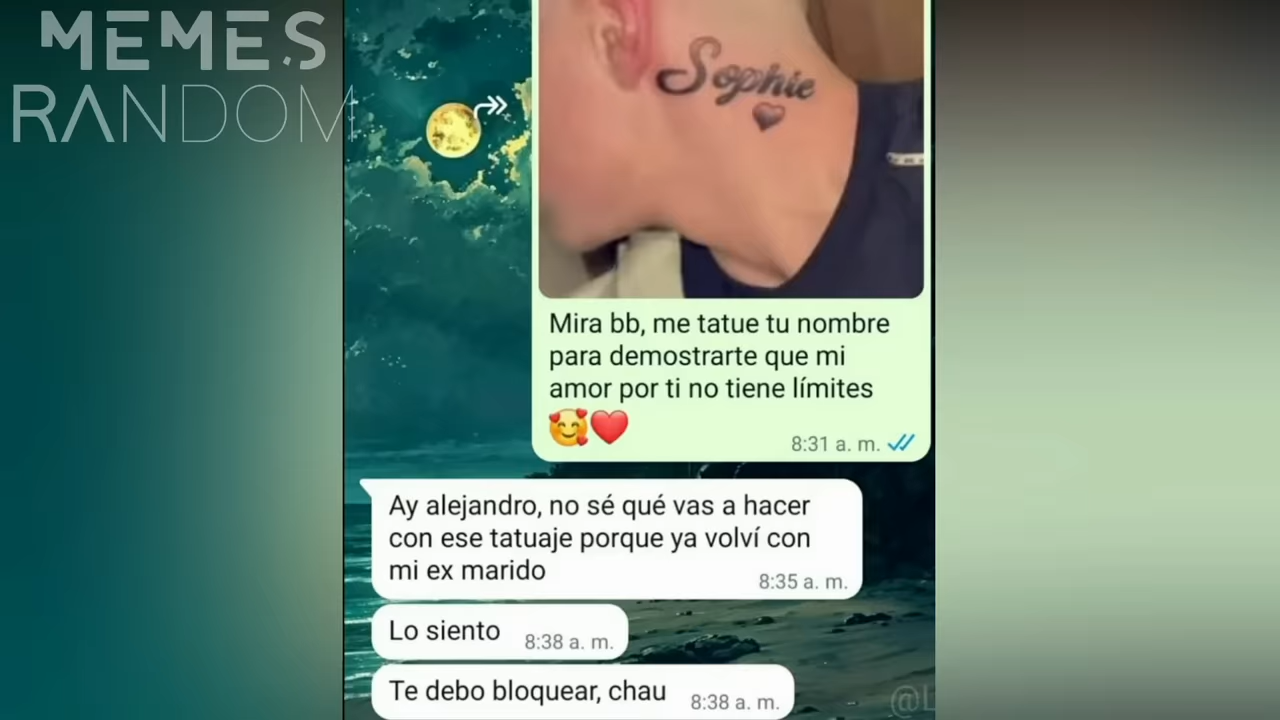 MEMES
RANDOM
Sophie
Mira bb, me tatue tu nombre
para demostrarte que mi
amor por ti no tiene límites
🥰❤️
8:31 a. m.
Ay alejandro, no sé qué vas a hacer
con ese tatuaje porque ya volví con
mi ex marido
8:35 a. m.
Lo siento 8:38 a. m.
Te debo bloquear, chau 8:38 a. m.